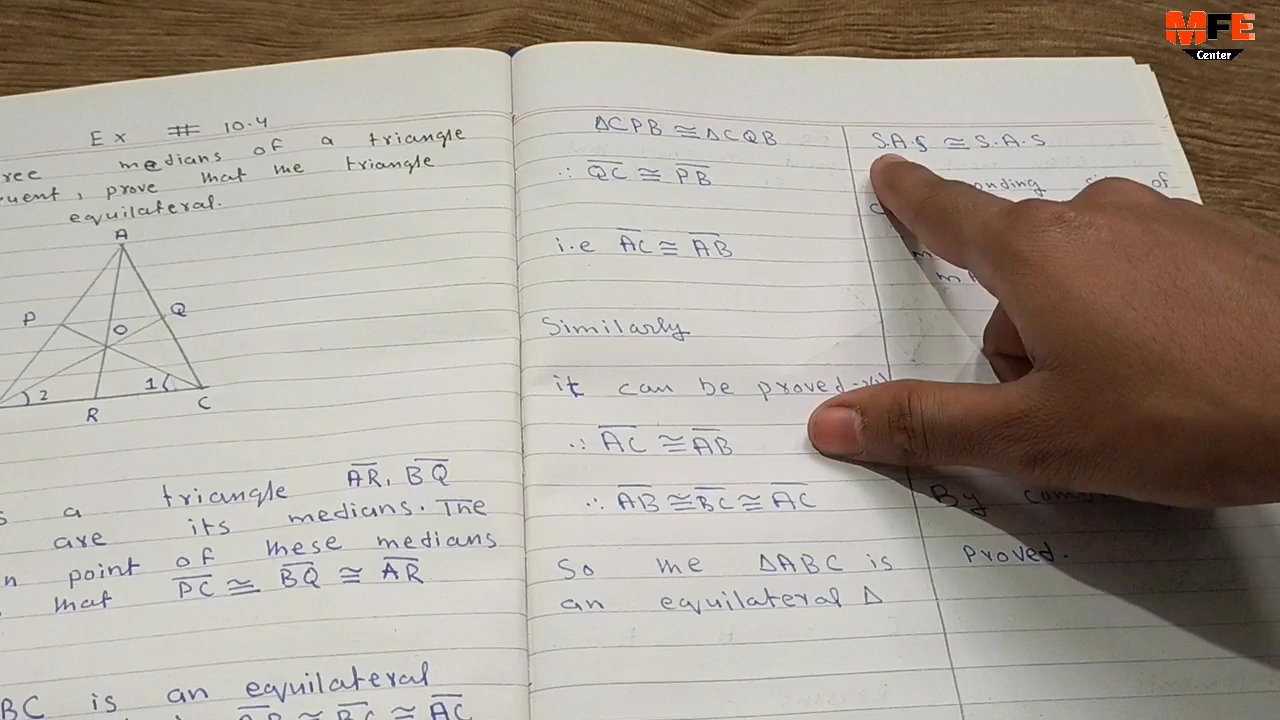 MFE
Center
Ex # 10.4
medians of a triangle
, prove that the triangle
equilateral.
A
P
Q
O
2
1
R
C
a triangle AR, BQ
are its medians. The
point of these medians
that PC ≅ BQ ≅ AR
BC is an equilateral
≅ BC ≅ AC
ΔCPB ≅ ΔCQB
S.A.S ≅ S.A.S
∴ QC ≅ PB
of
i.e AC ≅ AB
Similarly
it can be proved
∴ AC ≅ AB
∴ AB ≅ BC ≅ AC
By
So the ΔABC is
proved.
an equilateral Δ